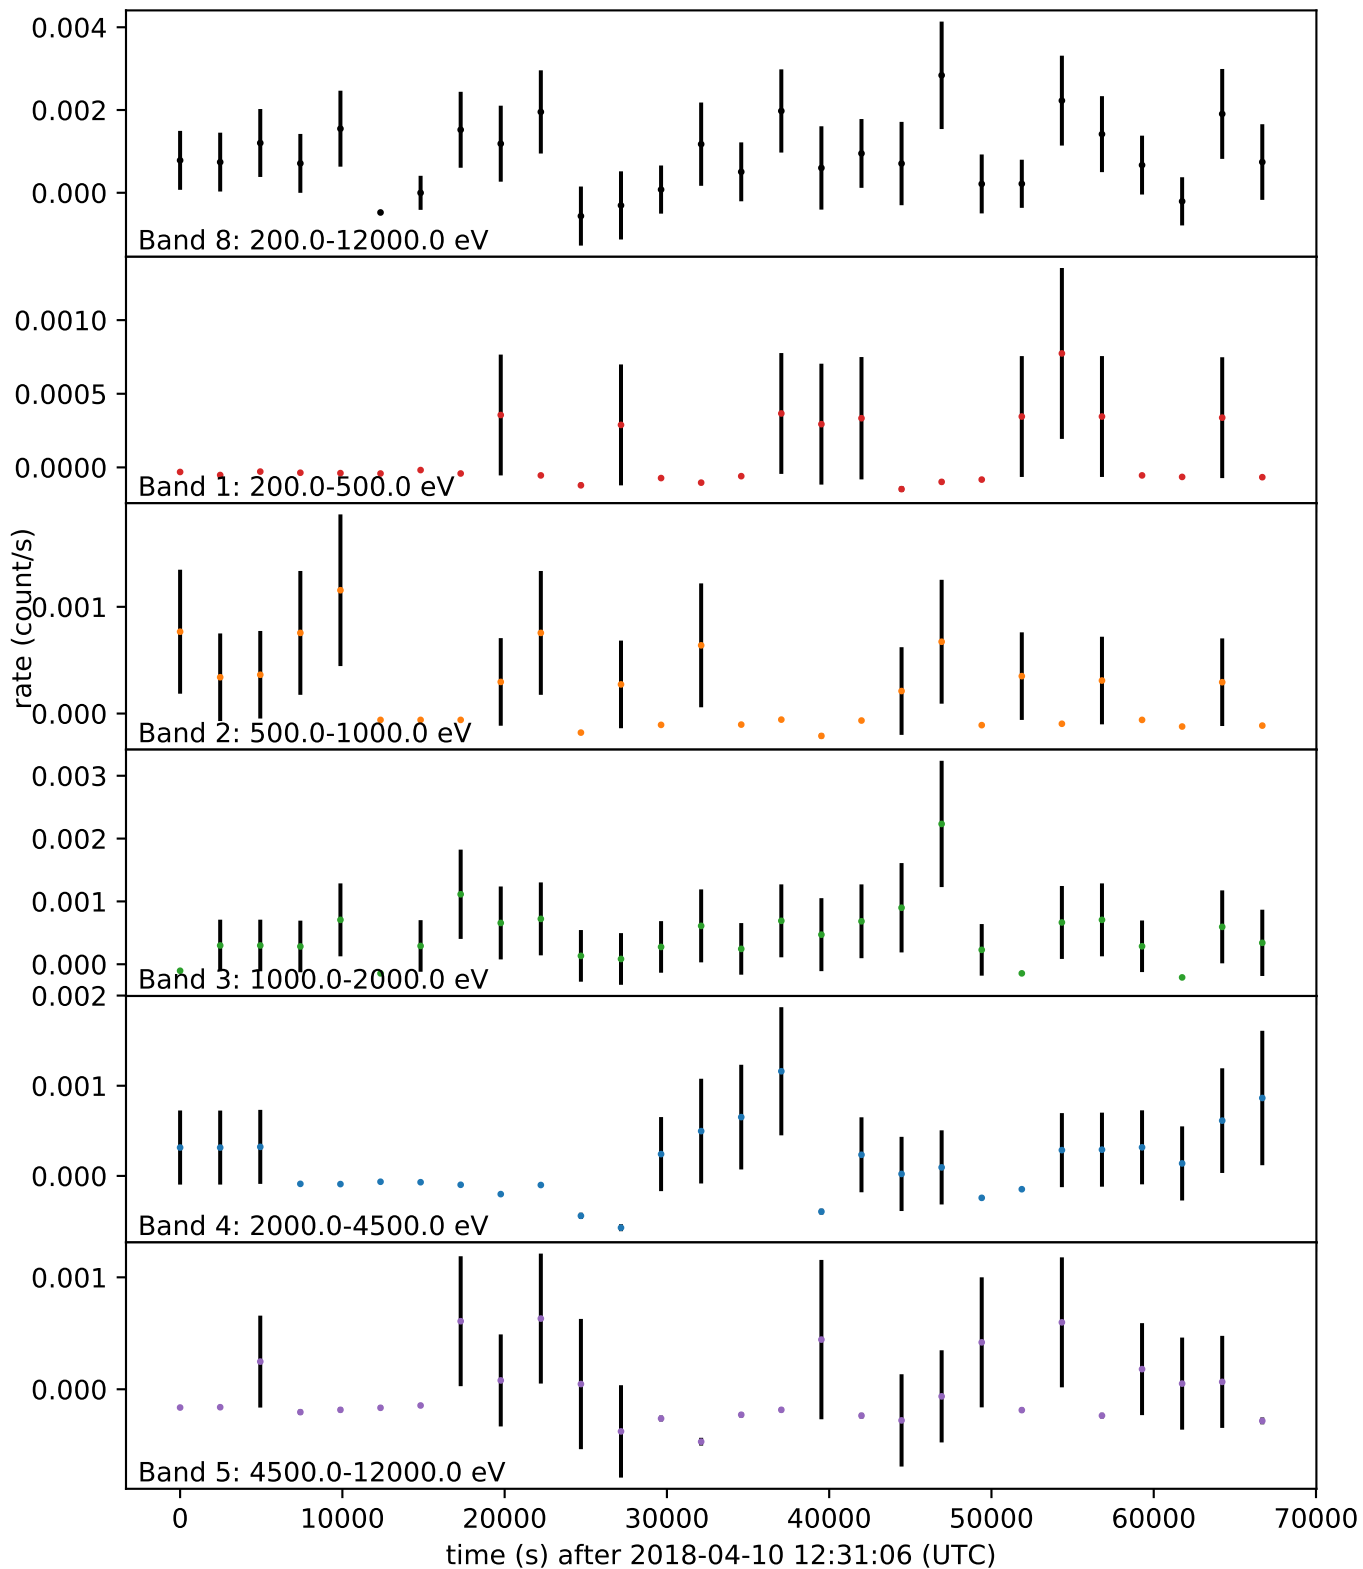 0.004
0.002
0.000
Band 8: 200.0-12000.0 eV
0.0010
0.0005
0.0000
Band 1: 200.0-500.0 eV
rate (count/s)
0.001
0.000
Band 2: 500.0-1000.0 eV
0.003
0.002
0.001
0.000
Band 3: 1000.0-2000.0 eV
0.002
0.001
0.000
Band 4: 2000.0-4500.0 eV
0.001
0.000
Band 5: 4500.0-12000.0 eV
0 10000 20000 30000 40000 50000 60000 70000
time (s) after 2018-04-10 12:31:06 (UTC)